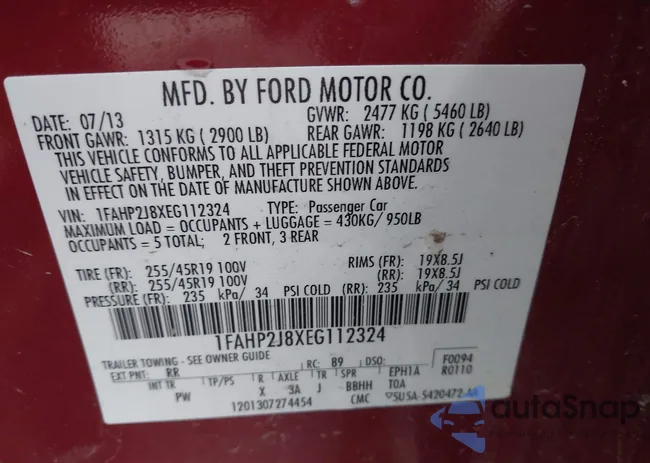 MFD. BY FORD MOTOR CO.
DATE: 07/13 GVWR: 2477 KG (5460 LB)
FRONT GAWR: 1315 KG (2900 LB) REAR GAWR: 1198 KG (2640 LB)
THIS VEHICLE CONFORMS TO ALL APPLICABLE FEDERAL MOTOR
VEHICLE SAFETY, BUMPER, AND THEFT PREVENTION STANDARDS
IN EFFECT ON THE DATE OF MANUFACTURE SHOWN ABOVE.
VIN: 1FAHP2J8XEG112324 TYPE: Passenger Car
MAXIMUM LOAD = OCCUPANTS + LUGGAGE = 430KG/ 950LB
OCCUPANTS = 5 TOTAL; 2 FRONT, 3 REAR
TIRE (FR): 255/45R19 100V RIMS (FR): 19X8.5J
(RR): 255/45R19 100V (RR): 19X8.5J
PRESSURE (FR): 235 kPa/ 34 PSI COLD (RR): 235 kPa/ 34 PSI COLD
1FAHP2J8XEG112324
TRAILER TOWING - SEE OWNER GUIDE
EXT PNT: RR RC: 89 DSO: F0094
INT TR TP/PS R AXLE TR SPR EPH1A R0110
PW X 3A J BBHH TOA
1201307274454 CMC 5U5A-5420472-AA
autoSnap